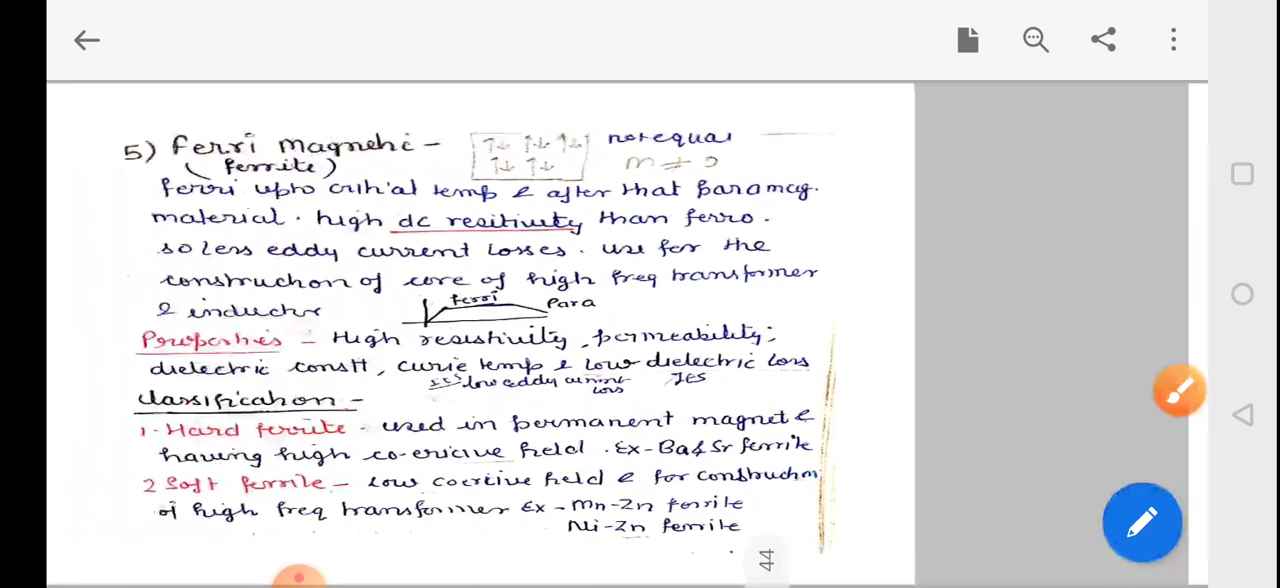 5) Ferri Magnetic - ↑↓ ↑↓ ↑↓ not equal
(Ferrite) ↑↓ ↑↓ m ≠ 0
ferri upto critial temp & after that paramag.
material. high dc resitivity than ferro.
so less eddy current losses. use for the
construction of core of high freq transformer
& inductor
Ferri Para
Properties - High resistivity, permeability;
dielectric constt, curie temp & low dielectric loss
low eddy current loss IES
Classification -
1. Hard ferrite - used in permanent magnet &
having high co-ericive field. Ex - Ba & Sr ferrite
2 Soft ferrite - Low coercive field & for construction
of high freq transformer Ex - Mn-Zn ferrite
Ni-Zn ferrite
44